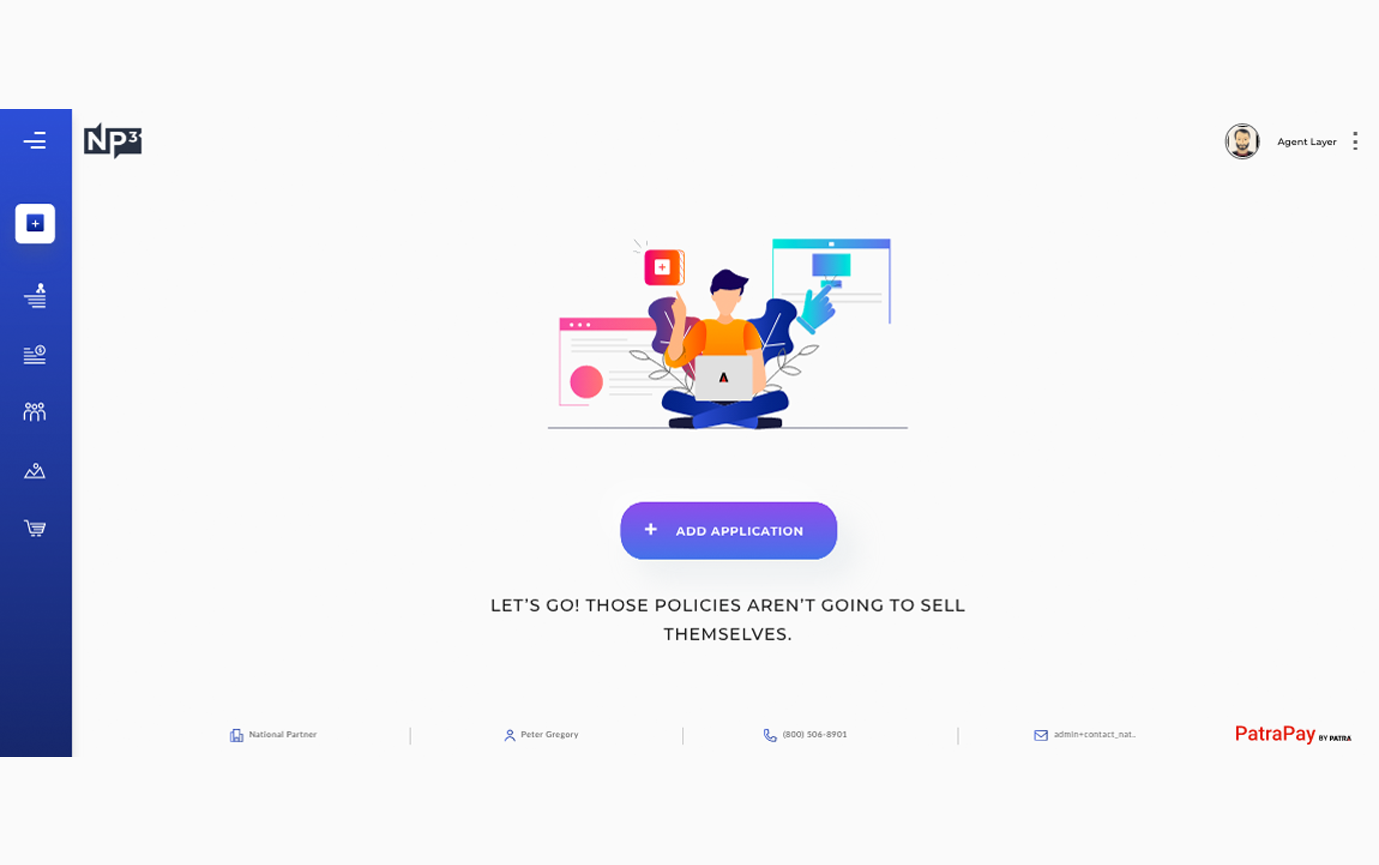 NP3
Agent Layer
+ ADD APPLICATION
LET'S GO! THOSE POLICIES AREN'T GOING TO SELL
THEMSELVES.
National Partner
Peter Gregory
(800) 506-8901
admin+contact_nat..
PatraPay BY PATRA